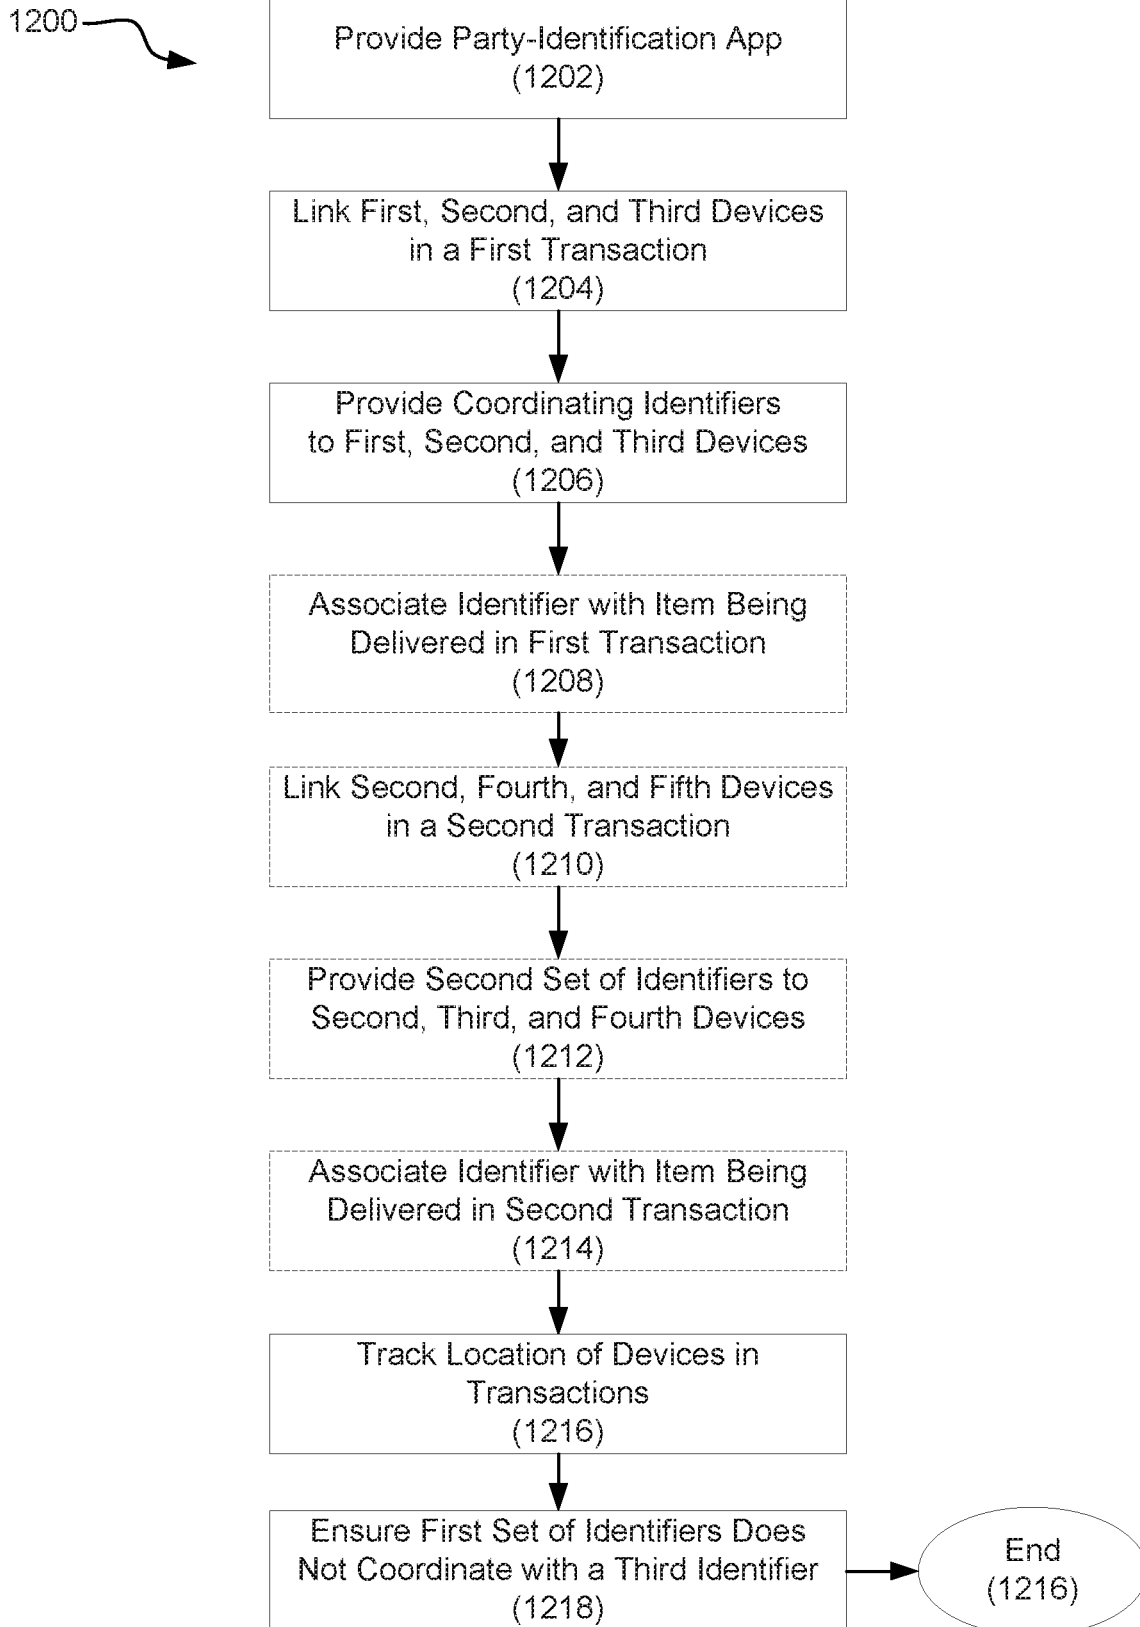 1200
Provide Party-Identification App
(1202)
Link First, Second, and Third Devices
in a First Transaction
(1204)
Provide Coordinating Identifiers
to First, Second, and Third Devices
(1206)
Associate Identifier with Item Being
Delivered in First Transaction
(1208)
Link Second, Fourth, and Fifth Devices
in a Second Transaction
(1210)
Provide Second Set of Identifiers to
Second, Third, and Fourth Devices
(1212)
Associate Identifier with Item Being
Delivered in Second Transaction
(1214)
Track Location of Devices in
Transactions
(1216)
Ensure First Set of Identifiers Does
Not Coordinate with a Third Identifier
(1218)
End
(1216)